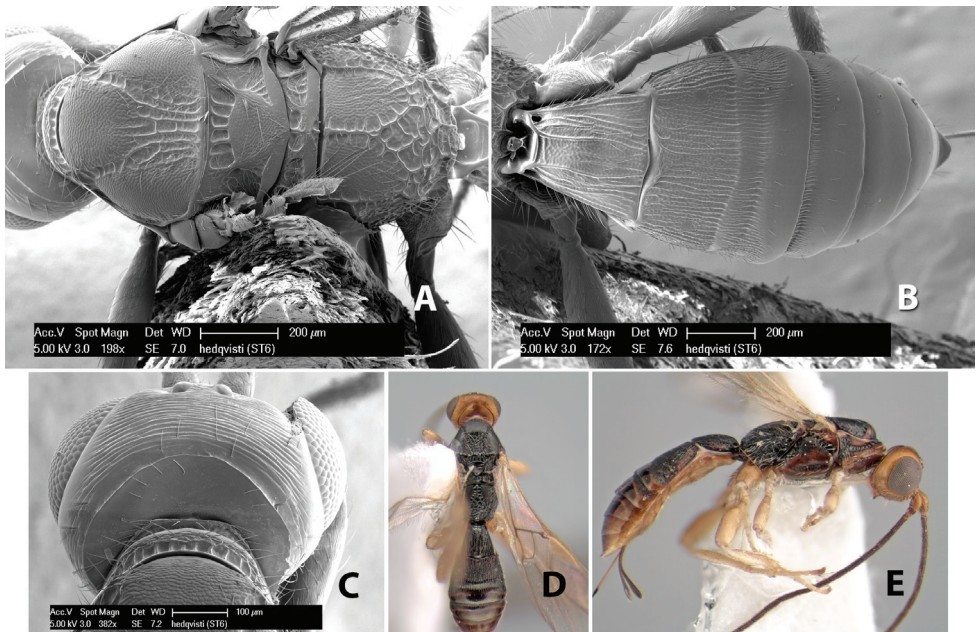 A
Acc.V Spot Magn Det WD 200 µm
5.00 kV 3.0 198x SE 7.0 hedqvisti (ST6)
B
Acc.V Spot Magn Det WD 200 µm
5.00 kV 3.0 172x SE 7.6 hedqvisti (ST6)
C
Acc.V Spot Magn Det WD 100 µm
5.00 kV 3.0 382x SE 7.2 hedqvisti (ST6)
D
E